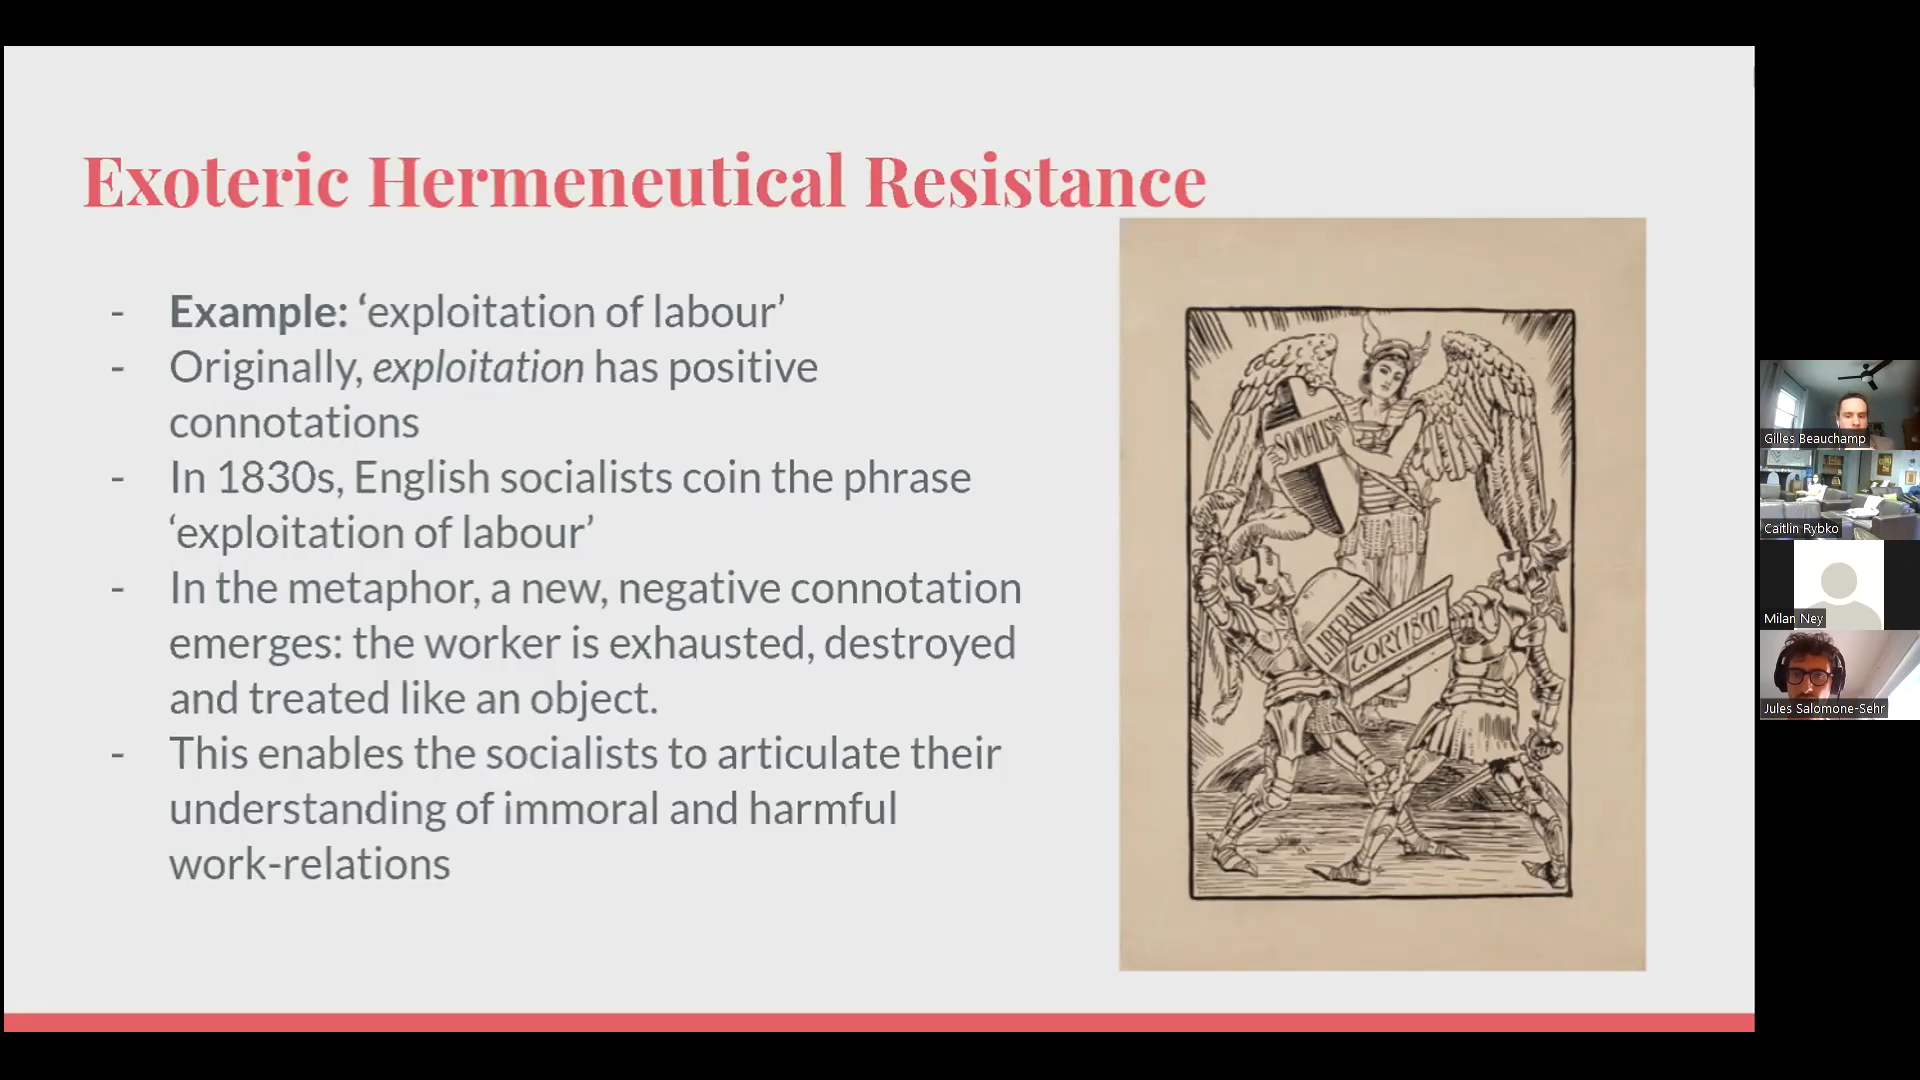 Exoteric Hermeneutical Resistance
- Example: ‘exploitation of labour’
- Originally, exploitation has positive
connotations
- In 1830s, English socialists coin the phrase
‘exploitation of labour’
- In the metaphor, a new, negative connotation
emerges: the worker is exhausted, destroyed
and treated like an object.
- This enables the socialists to articulate their
understanding of immoral and harmful
work-relations
SOCIALISM
LIBERALISM
TORYISM
Gilles Beauchamp
Caitlin Rybko
Milan Ney
Jules Salomone-Sehr